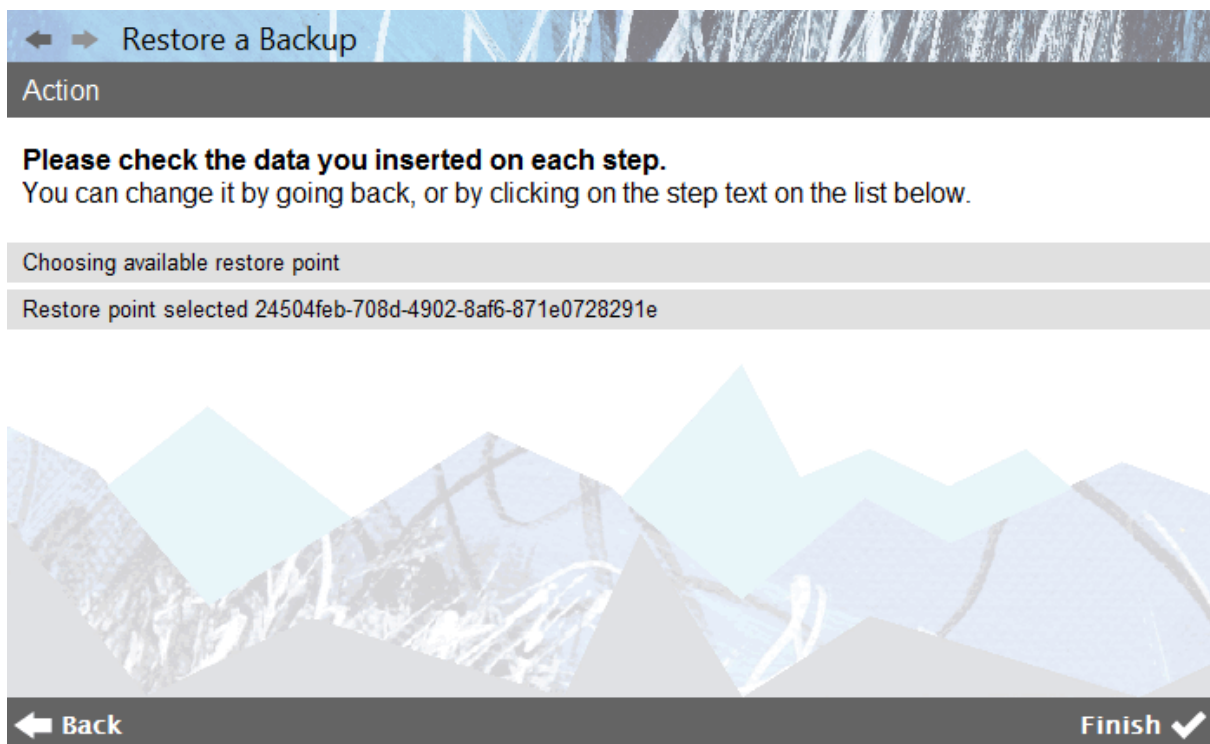 Restore a Backup
Action
Please check the data you inserted on each step.
You can change it by going back, or by clicking on the step text on the list below.
Choosing available restore point
Restore point selected 24504feb-708d-4902-8af6-871e0728291e
Back
Finish